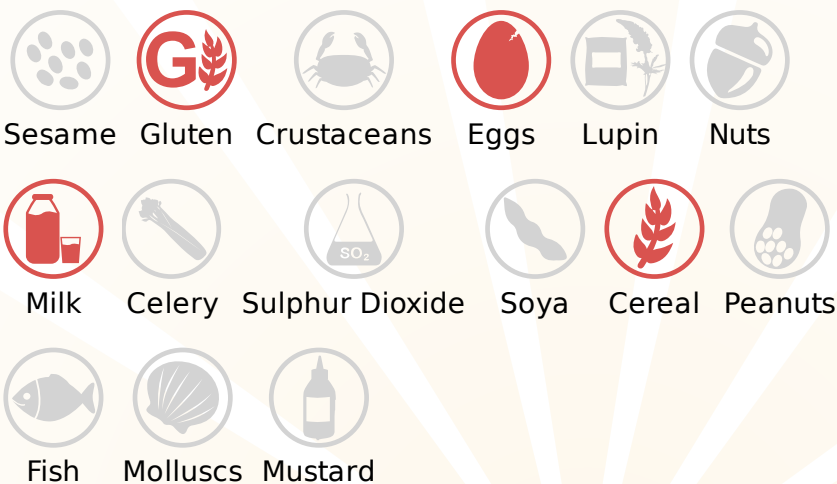 G
Sesame Gluten Crustaceans Eggs Lupin Nuts
SO₂
Milk Celery Sulphur Dioxide Soya Cereal Peanuts
Fish Molluscs Mustard